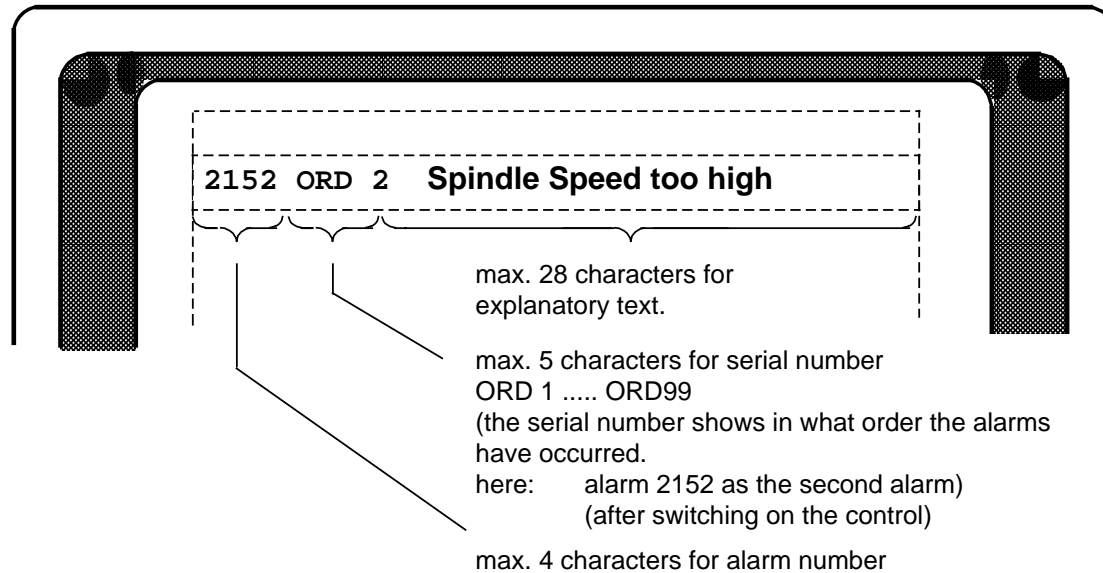 2152 ORD 2 Spindle Speed too high
max. 28 characters for
explanatory text.
max. 5 characters for serial number
ORD 1 ..... ORD99
(the serial number shows in what order the alarms
have occurred.
here: alarm 2152 as the second alarm)
(after switching on the control)
max. 4 characters for alarm number